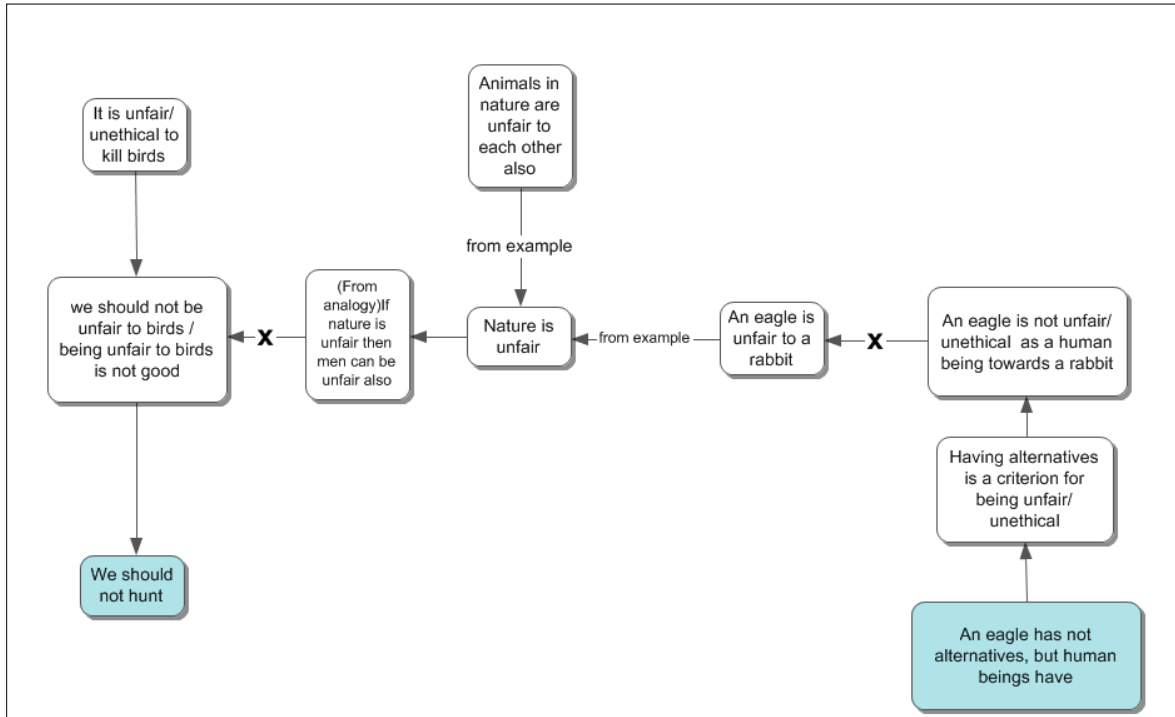 Animals in
nature are
unfair to
each other
also
It is unfair/
unethical to
kill birds
from example
we should not be
unfair to birds /
being unfair to birds
is not good
X
(From
analogy)If
nature is
unfair then
men can be
unfair also
Nature is
unfair
from example
An eagle is
unfair to a
rabbit
X
An eagle is not unfair/
unethical as a human
being towards a rabbit
Having alternatives
is a criterion for
being unfair/
unethical
We should
not hunt
An eagle has not
alternatives, but human
beings have